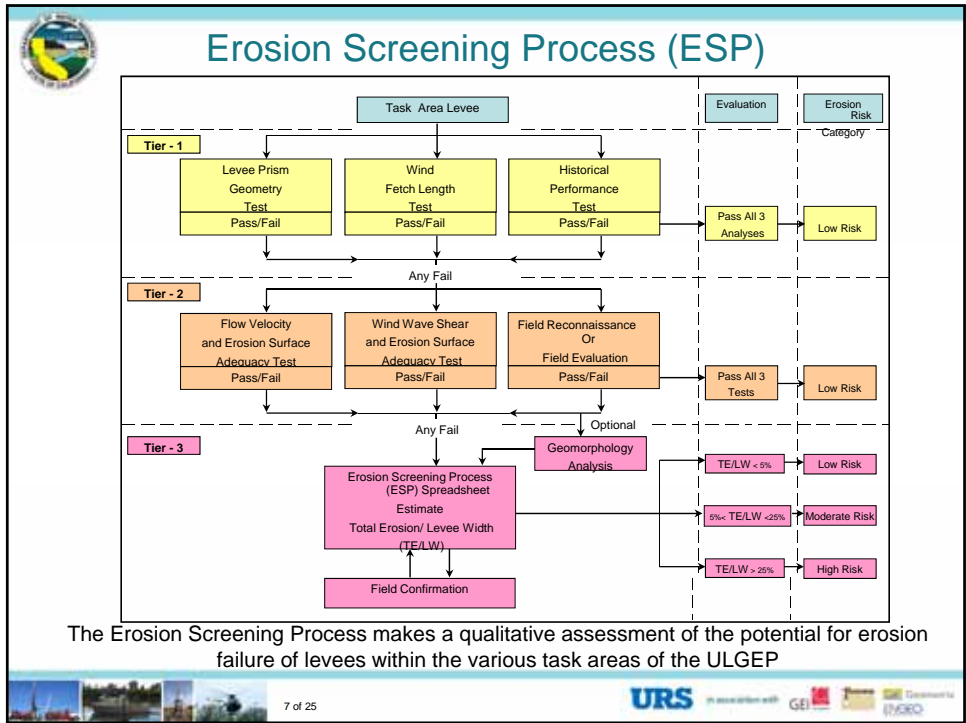 Erosion Screening Process (ESP)
Task Area Levee
Evaluation
Erosion
Risk
Category
Tier - 1
Levee Prism
Geometry
Test
Pass/Fail
Wind
Fetch Length
Test
Pass/Fail
Historical
Performance
Test
Pass/Fail
Pass All 3
Analyses
Low Risk
Any Fail
Tier - 2
Flow Velocity
and Erosion Surface
Adequacy Test
Pass/Fail
Wind Wave Shear
and Erosion Surface
Adequacy Test
Pass/Fail
Field Reconnaissance
Or
Field Evaluation
Pass/Fail
Pass All 3
Tests
Low Risk
Any Fail
Optional
Tier - 3
Geomorphology
Analysis
Erosion Screening Process
(ESP) Spreadsheet
Estimate
Total Erosion/ Levee Width
(TE/LW)
Field Confirmation
TE/LW < 5%
Low Risk
5%< TE/LW <25%
Moderate Risk
TE/LW > 25%
High Risk
The Erosion Screening Process makes a qualitative assessment of the potential for erosion
failure of levees within the various task areas of the ULGEP
7 of 25
URS
in association with
GEI